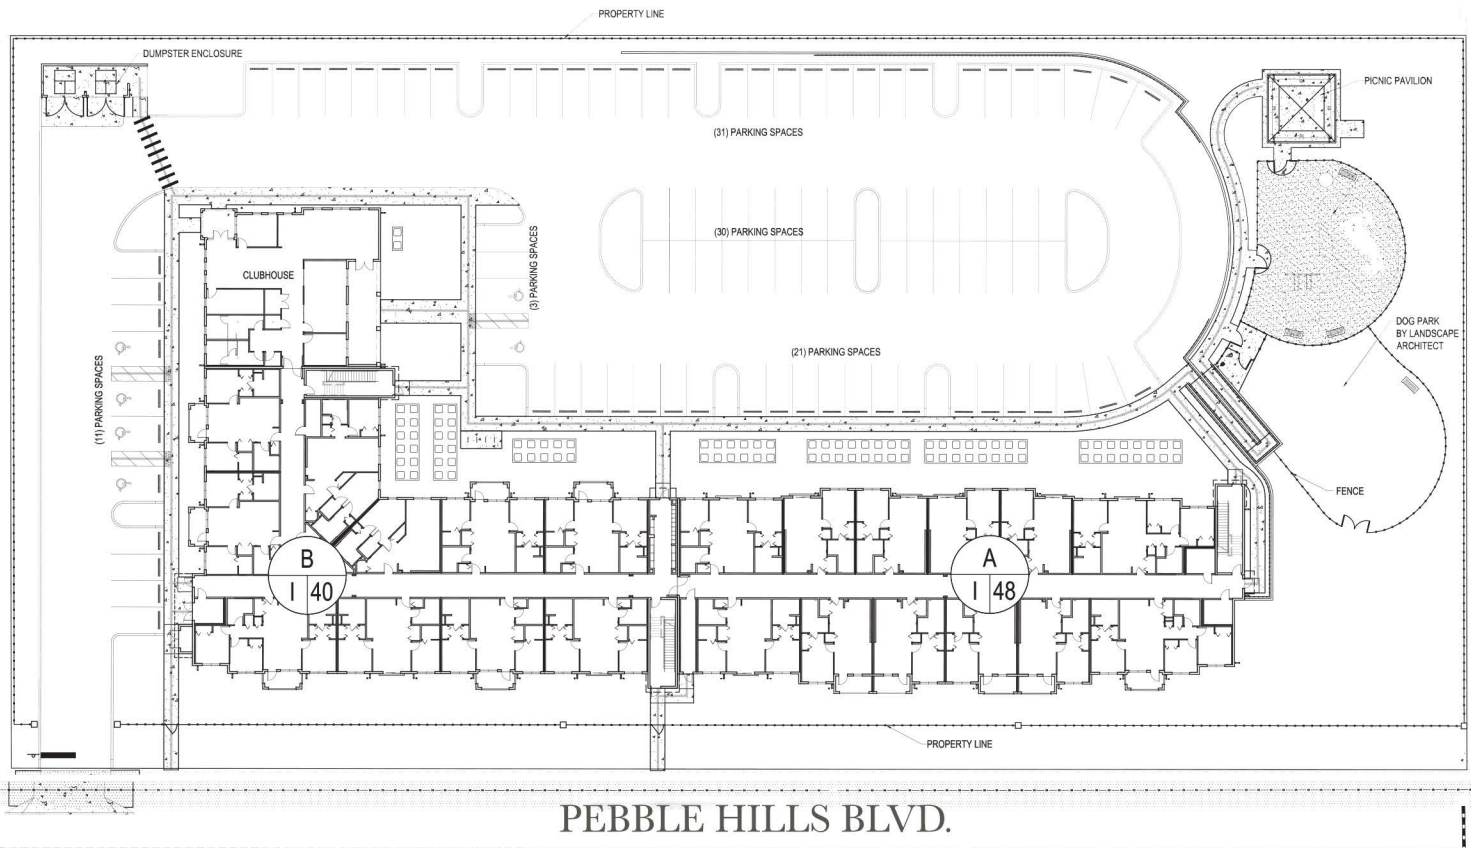 PROPERTY LINE
DUMPSTER ENCLOSURE
PICNIC PAVILION
(31) PARKING SPACES
(30) PARKING SPACES
(3) PARKING SPACES
CLUBHOUSE
DOG PARK
BY LANDSCAPE
ARCHITECT
(21) PARKING SPACES
(11) PARKING SPACES
FENCE
B
I 40
A
I 48
PROPERTY LINE
PEBBLE HILLS BLVD.